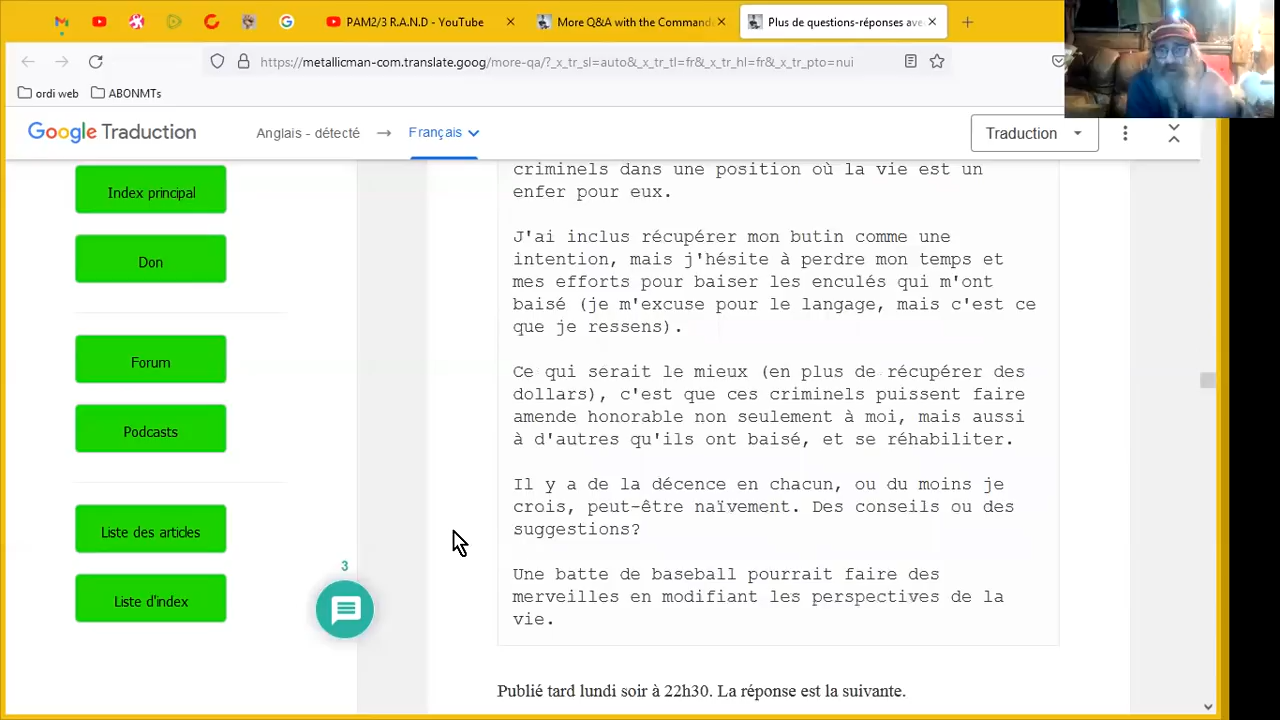 PAM2/3 R.A.N.D - YouTube
More Q&A with the Command
Plus de questions-réponses ave
https://metallicman-com.translate.goog/more-qa/?_x_tr_sl=auto&_x_tr_tl=fr&_x_tr_hl=fr&_x_tr_pto=nui
ordi web
ABONMTs
Google Traduction
Anglais - détecté
Français
Traduction
Index principal
Don
Forum
Podcasts
Liste des articles
Liste d'index
3
criminels dans une position où la vie est un
enfer pour eux.
J'ai inclus récupérer mon butin comme une
intention, mais j'hésite à perdre mon temps et
mes efforts pour baiser les enculés qui m'ont
baisé (je m'excuse pour le langage, mais c'est ce
que je ressens).
Ce qui serait le mieux (en plus de récupérer des
dollars), c'est que ces criminels puissent faire
amende honorable non seulement à moi, mais aussi
à d'autres qu'ils ont baisé, et se réhabiliter.
Il y a de la décence en chacun, ou du moins je
crois, peut-être naïvement. Des conseils ou des
suggestions?
Une batte de baseball pourrait faire des
merveilles en modifiant les perspectives de la
vie.
Publié tard lundi soir à 22h30. La réponse est la suivante.